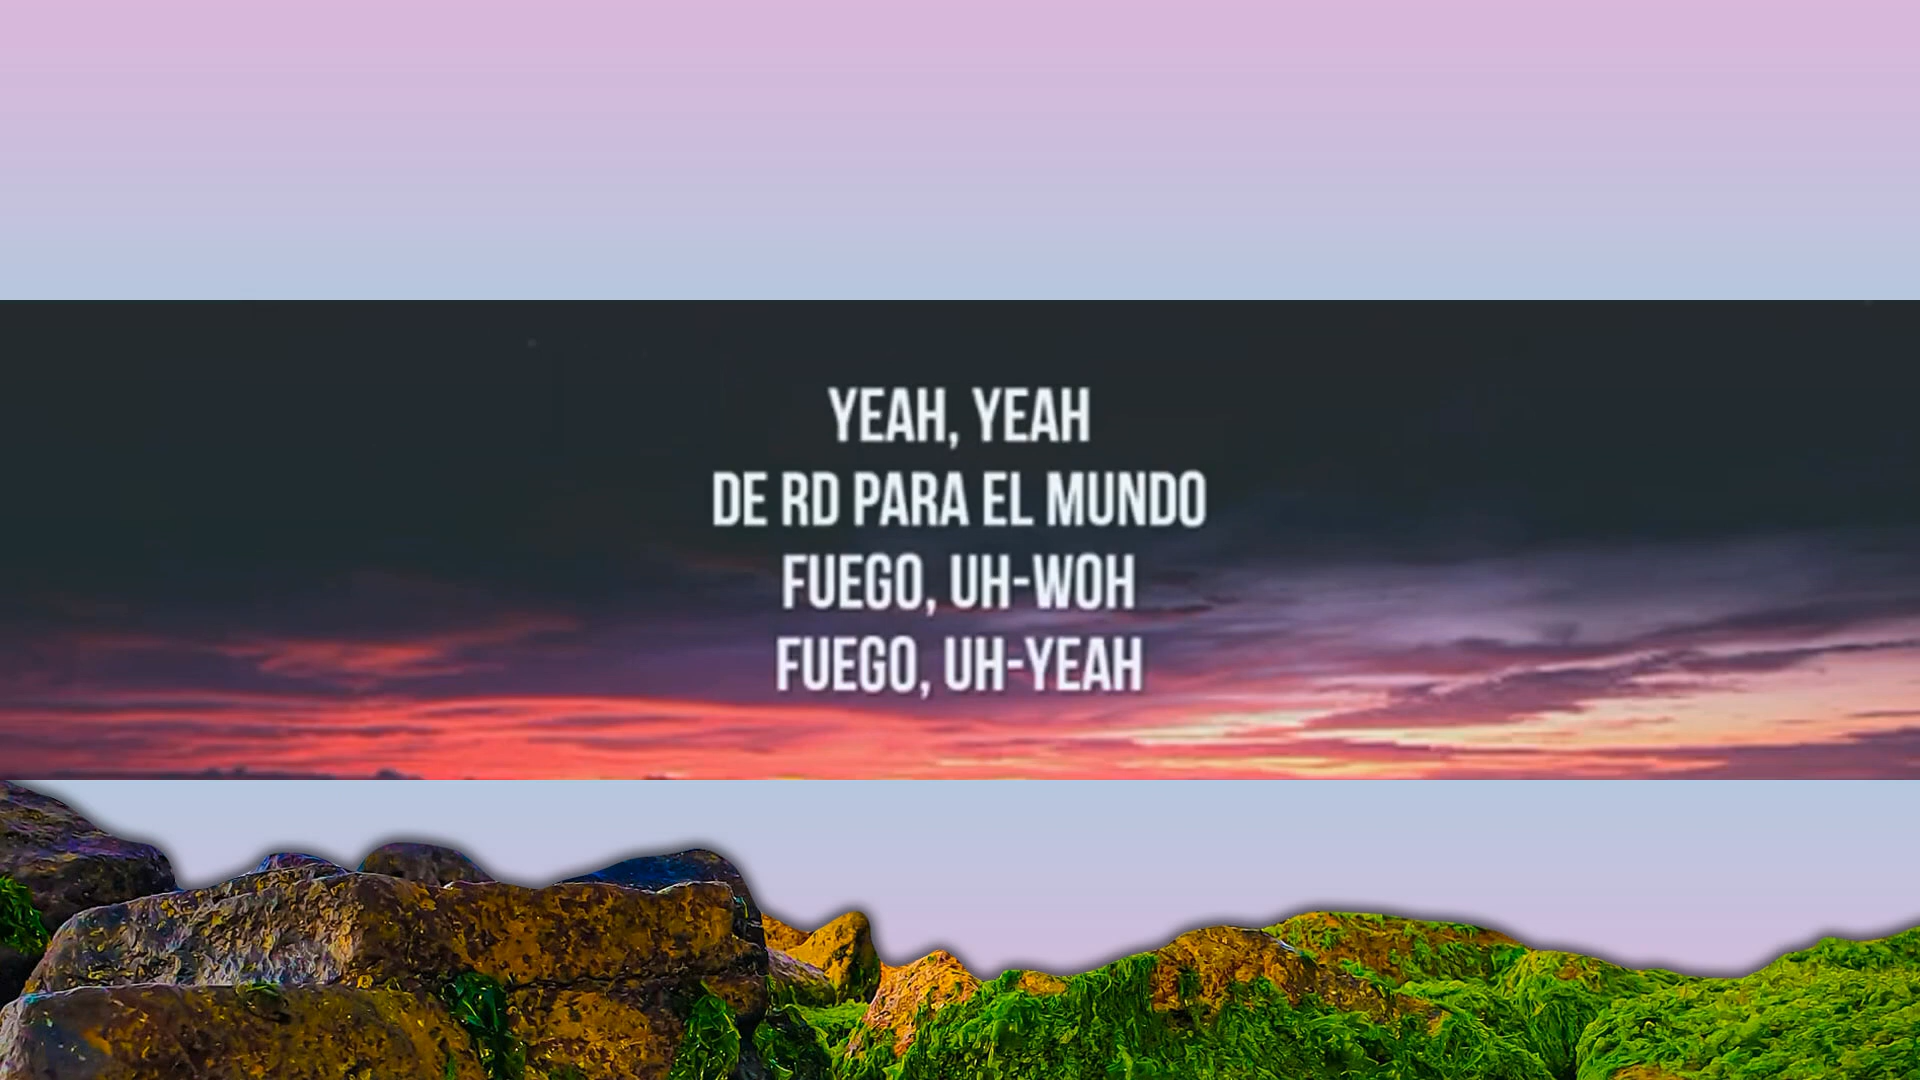 YEAH, YEAH
DE RD PARA EL MUNDO
FUEGO, UH-WOH
FUEGO, UH-YEAH